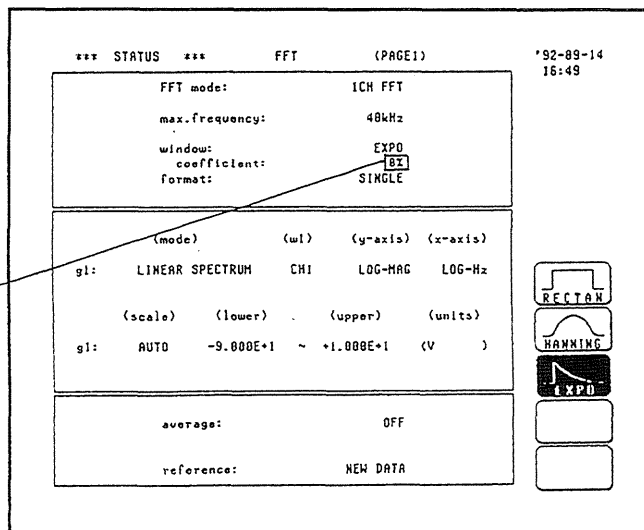 *** STATUS *** FFT (PAGE1) '92-09-14
16:49
FFT mode: 1CH FFT
max.frequency: 40kHz
window: EXPO
coefficient: 0%
format: SINGLE
(mode) (w1) (y-axis) (x-axis)
g1: LINEAR SPECTRUM CH1 LOG-MAG LOG-Hz
(scale) (lower) (upper) (units)
g1: AUTO -9.000E+1 ~ +1.000E+1 (V )
average: OFF
reference: NEW DATA
RECTAN
HANNING
EXPO